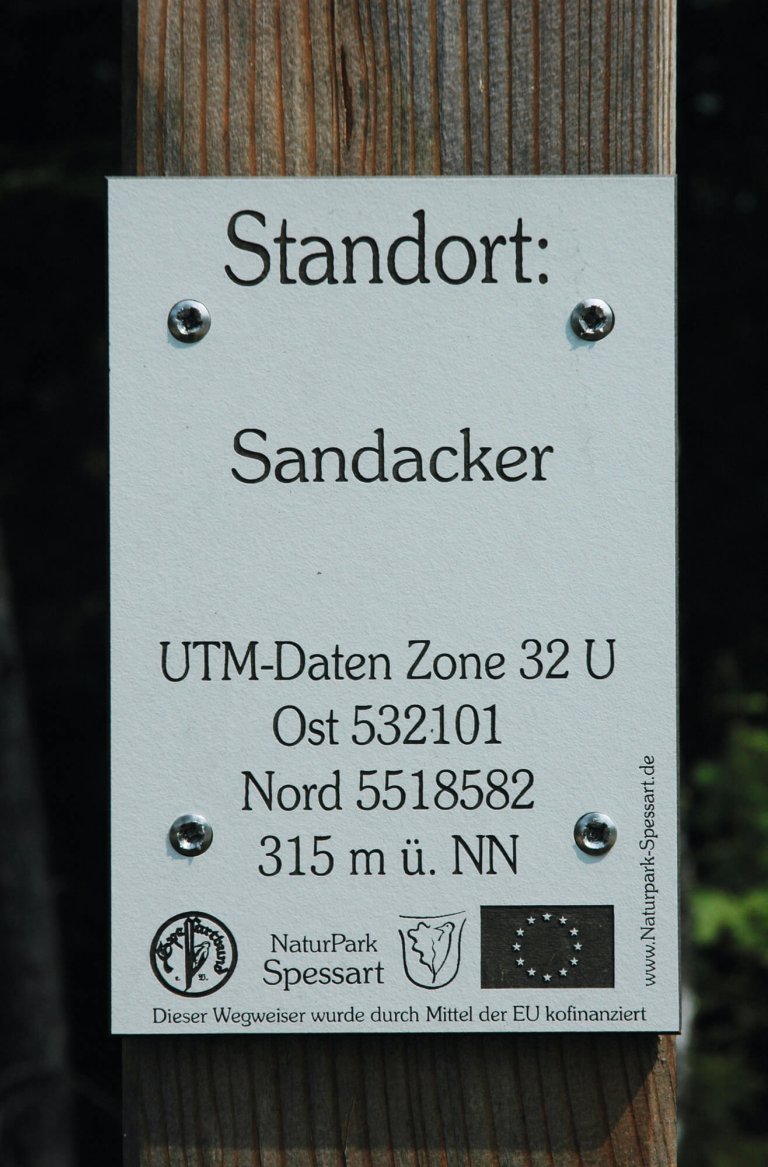 Standort:
Sandacker
UTM-Daten Zone 32 U
Ost 532101
Nord 5518582
315 m ü. NN
www.Naturpark-Spessart.de
Spessartbund
e. V.
NaturPark
Spessart
Dieser Wegweiser wurde durch Mittel der EU kofinanziert